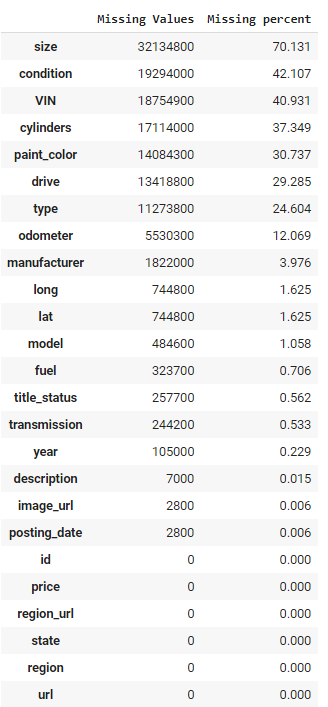 Missing Values Missing percent
size 32134800 70.131
condition 19294000 42.107
VIN 18754900 40.931
cylinders 17114000 37.349
paint_color 14084300 30.737
drive 13418800 29.285
type 11273800 24.604
odometer 5530300 12.069
manufacturer 1822000 3.976
long 744800 1.625
lat 744800 1.625
model 484600 1.058
fuel 323700 0.706
title_status 257700 0.562
transmission 244200 0.533
year 105000 0.229
description 7000 0.015
image_url 2800 0.006
posting_date 2800 0.006
id 0 0.000
price 0 0.000
region_url 0 0.000
state 0 0.000
region 0 0.000
url 0 0.000